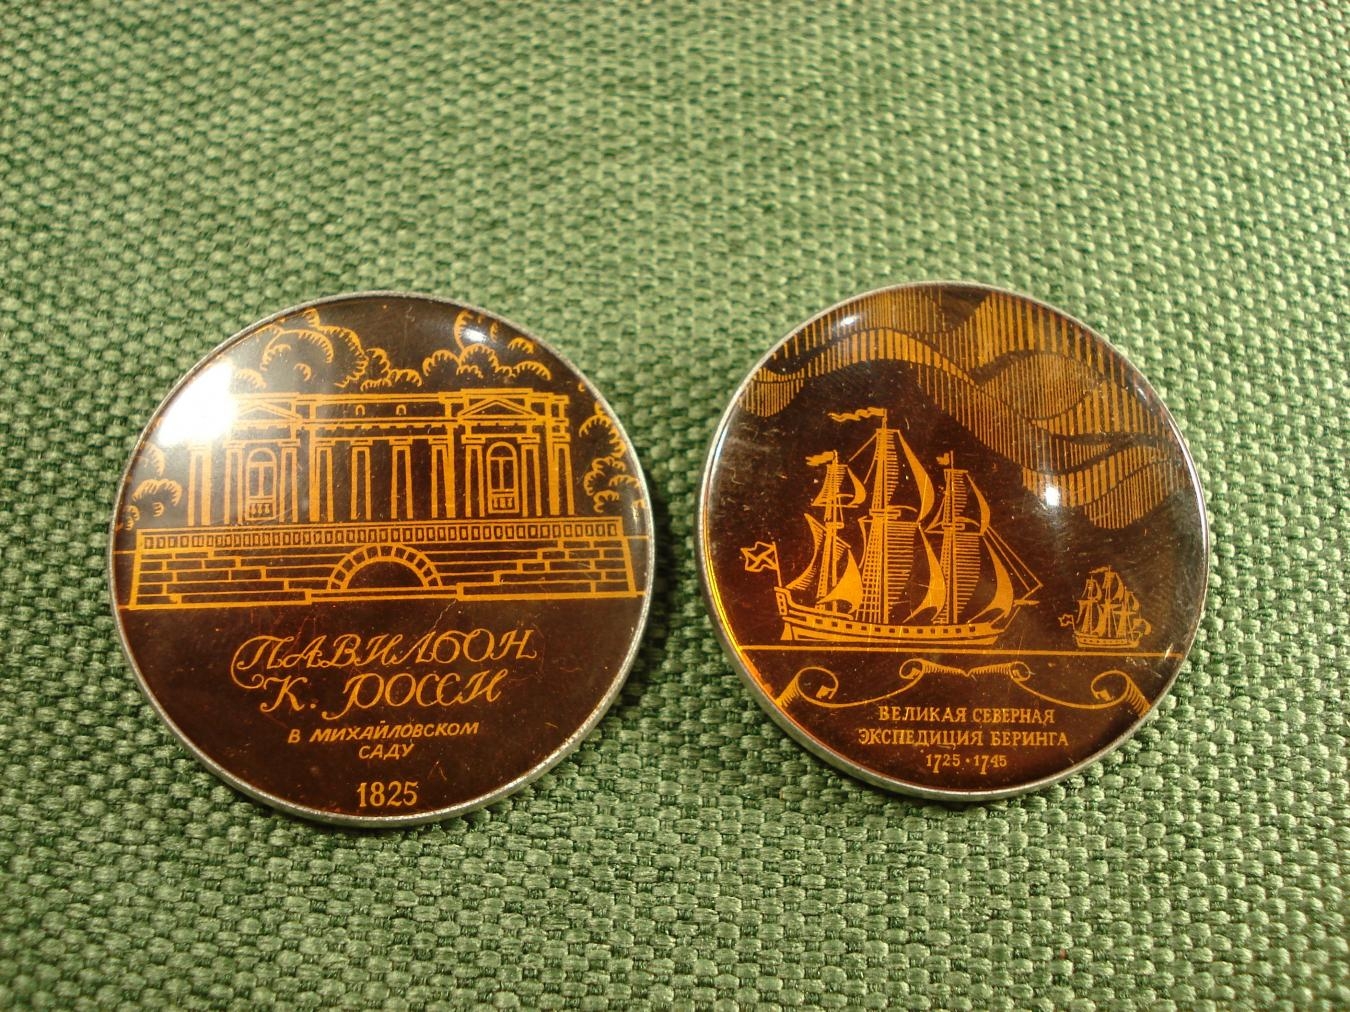 ПАВИЛЬОН
К. РОССИ
В МИХАЙЛОВСКОМ
САДУ
1825
ВЕЛИКАЯ СЕВЕРНАЯ
ЭКСПЕДИЦИЯ БЕРИНГА
1725 · 1745